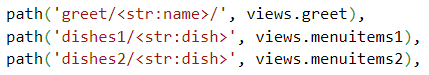 path('greet/<str:name>/', views.greet),
path('dishes1/<str:dish>', views.menuitems1),
path('dishes2/<str:dish>', views.menuitems2),